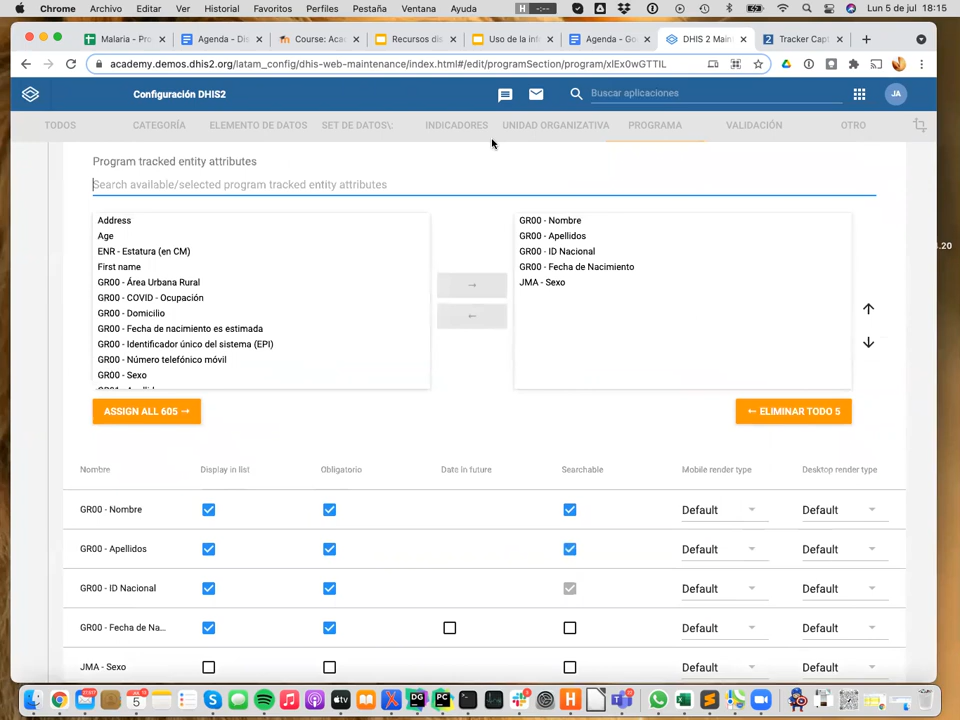 Chrome Archivo Editar Ver Historial Favoritos Perfiles Pestaña Ventana Ayuda H --:-- Lun 5 de jul 18:15
Malaria - Pro Agenda - Dis Course: Aca Recursos dis Uso de la int Agenda - Go DHIS 2 Main Tracker Capt
academy.demos.dhis2.org/latam_config/dhis-web-maintenance/index.html#/edit/programSection/program/xlEx0wGTTIL
Configuración DHIS2 Buscar aplicaciones JA
TODOS CATEGORÍA ELEMENTO DE DATOS SET DE DATOS\; INDICADORES UNIDAD ORGANIZATIVA PROGRAMA VALIDACIÓN OTRO
Program tracked entity attributes
Search available/selected program tracked entity attributes
Address
Age
ENR - Estatura (en CM)
First name
GR00 - Área Urbana Rural
GR00 - COVID - Ocupación
GR00 - Domicilio
GR00 - Fecha de nacimiento es estimada
GR00 - Identificador único del sistema (EPI)
GR00 - Número telefónico móvil
GR00 - Sexo
GR00 - Nombre
GR00 - Apellidos
GR00 - ID Nacional
GR00 - Fecha de Nacimiento
JMA - Sexo
→
←
↑
↓
ASSIGN ALL 605 →
← ELIMINAR TODO 5
Nombre Display in list Obligatorio Date in future Searchable Mobile render type Desktop render type
GR00 - Nombre Default Default
GR00 - Apellidos Default Default
GR00 - ID Nacional Default Default
GR00 - Fecha de Na... Default Default
JMA - Sexo Default Default